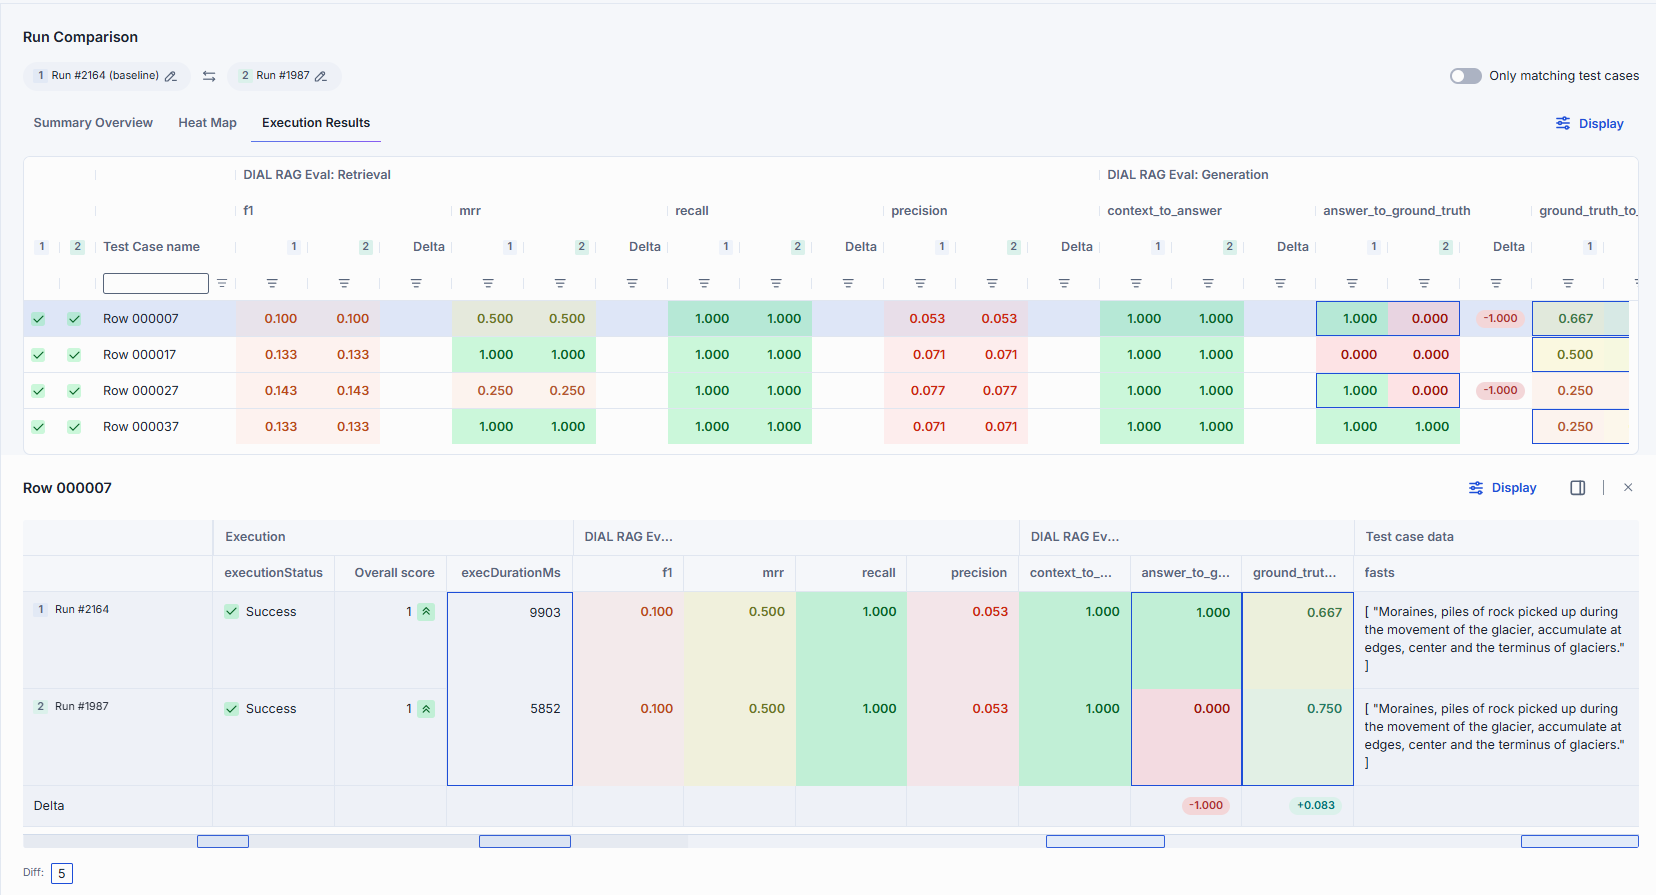 Run Comparison
1 Run #2164 (baseline) 2 Run #1987 Only matching test cases
Summary Overview Heat Map Execution Results Display
DIAL RAG Eval: Retrieval DIAL RAG Eval: Generation
f1 mrr recall precision context_to_answer answer_to_ground_truth ground_truth_to_
1 2 Test Case name 1 2 Delta 1 2 Delta 1 2 Delta 1 2 Delta 1 2 Delta 1 2 Delta 1
Row 000007 0.100 0.100 0.500 0.500 1.000 1.000 0.053 0.053 1.000 1.000 1.000 0.000 -1.000 0.667
Row 000017 0.133 0.133 1.000 1.000 1.000 1.000 0.071 0.071 1.000 1.000 0.000 0.000 0.500
Row 000027 0.143 0.143 0.250 0.250 1.000 1.000 0.077 0.077 1.000 1.000 1.000 0.000 -1.000 0.250
Row 000037 0.133 0.133 1.000 1.000 1.000 1.000 0.071 0.071 1.000 1.000 1.000 1.000 0.250
Row 000007 Display
Execution DIAL RAG Ev... DIAL RAG Ev... Test case data
executionStatus Overall score execDurationMs f1 mrr recall precision context_to_... answer_to_g... ground_trut... fasts
1 Run #2164 Success 1 9903 0.100 0.500 1.000 0.053 1.000 1.000 0.667 [ "Moraines, piles of rock picked up during
the movement of the glacier, accumulate at
edges, center and the terminus of glaciers."
]
2 Run #1987 Success 1 5852 0.100 0.500 1.000 0.053 1.000 0.000 0.750 [ "Moraines, piles of rock picked up during
the movement of the glacier, accumulate at
edges, center and the terminus of glaciers."
]
Delta -1.000 +0.083
Diff: 5